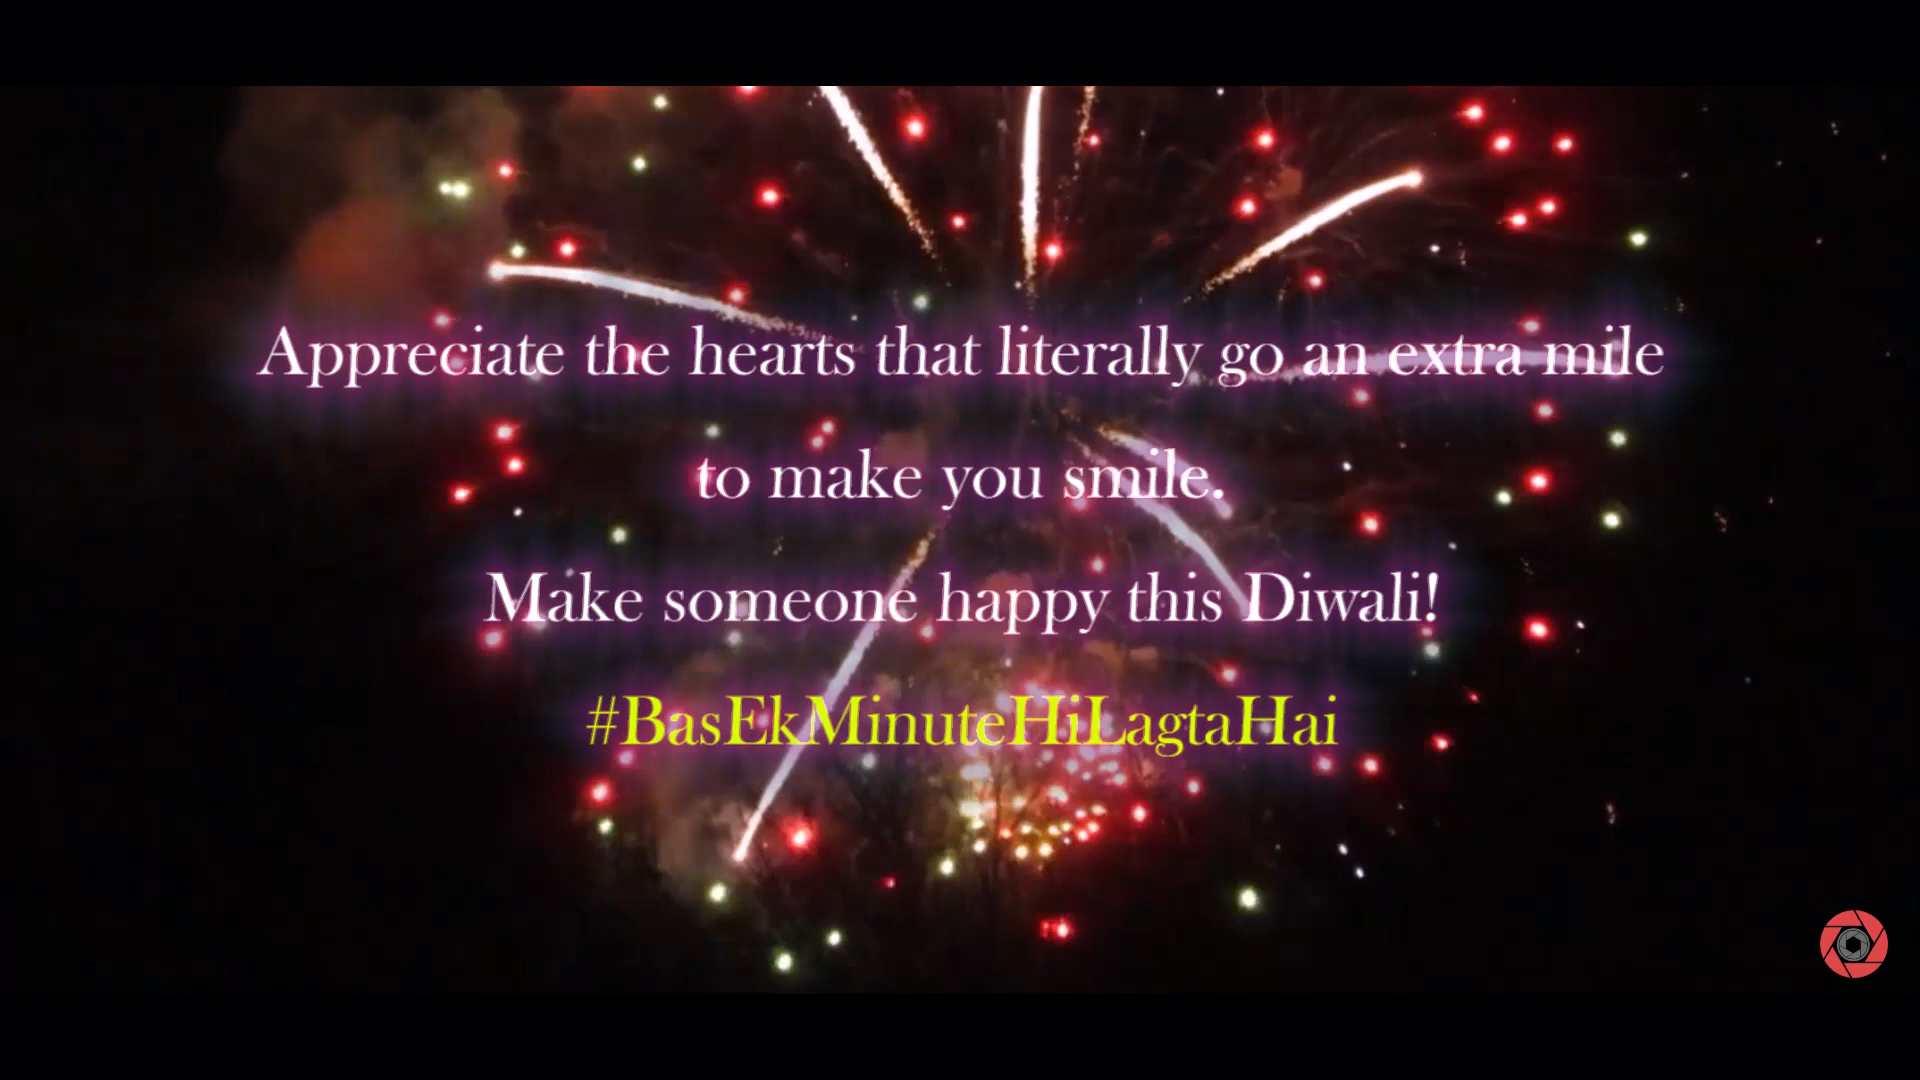 Appreciate the hearts that literally go an extra mile
to make you smile.
Make someone happy this Diwali!
#BasEkMinuteHiLagtaHai